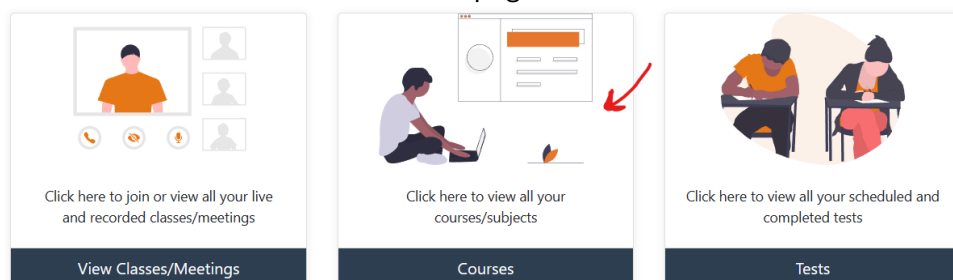 Click here to join or view all your live
and recorded classes/meetings
View Classes/Meetings
Click here to view all your
courses/subjects
Courses
Click here to view all your scheduled and
completed tests
Tests